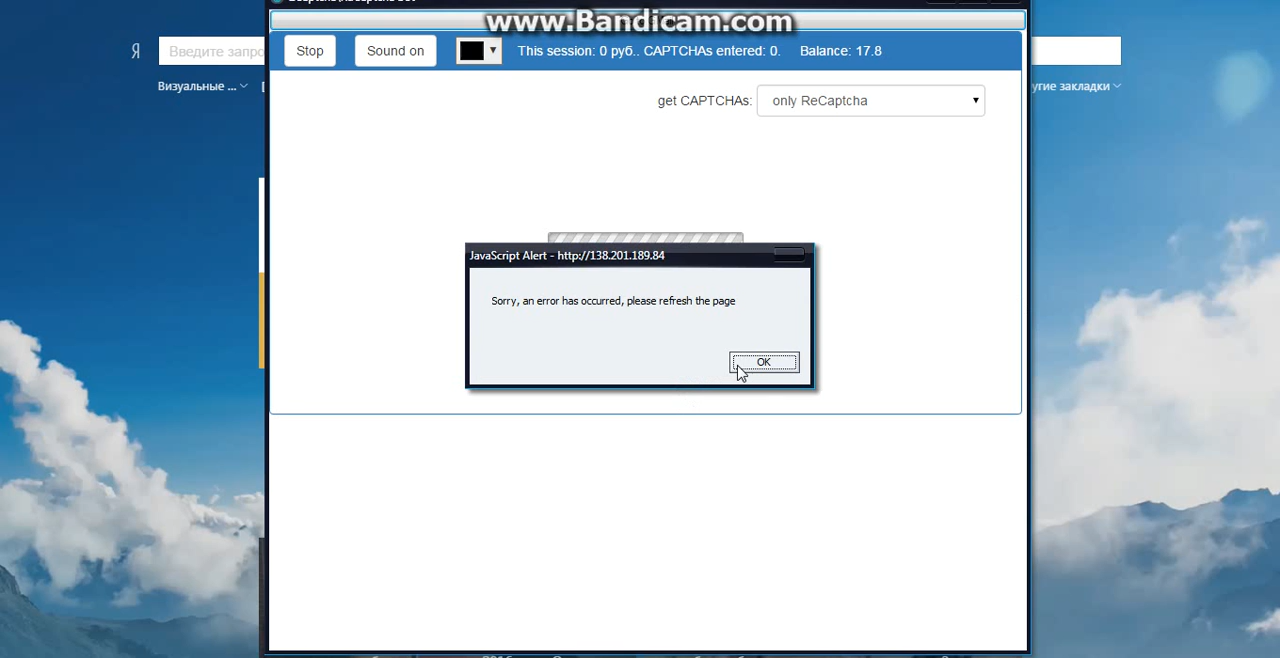 www.Bandicam.com
Stop
Sound on
This session: 0 руб.. CAPTCHAs entered: 0.
Balance: 17.8
Я
Введите запро
Визуальные ...
угие закладки
get CAPTCHAs:
only ReCaptcha
JavaScript Alert - http://138.201.189.84
Sorry, an error has occurred, please refresh the page
OK